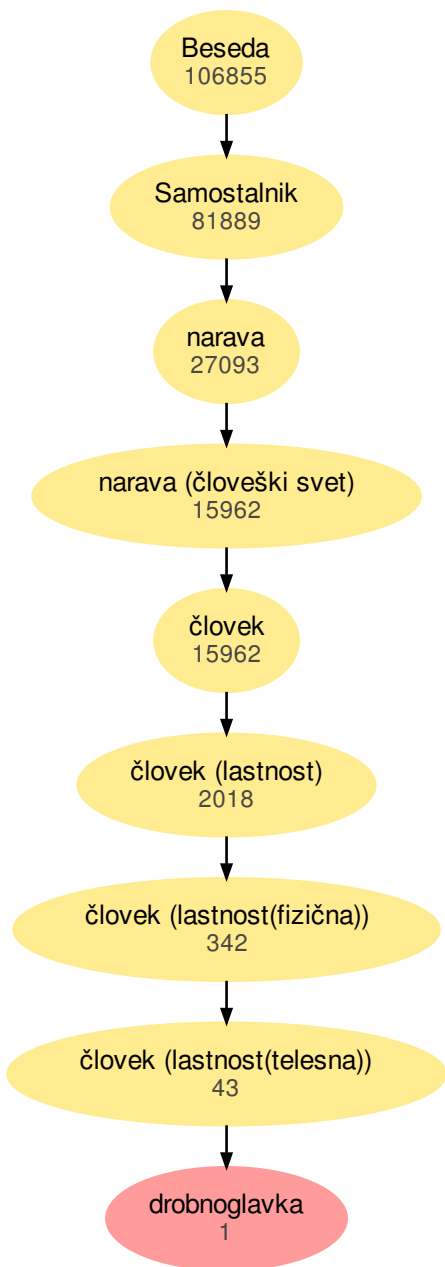 Beseda
106855
Samostalnik
81889
narava
27093
narava (človeški svet)
15962
človek
15962
človek (lastnost)
2018
človek (lastnost(fizična))
342
človek (lastnost(telesna))
43
drobnoglavka
1